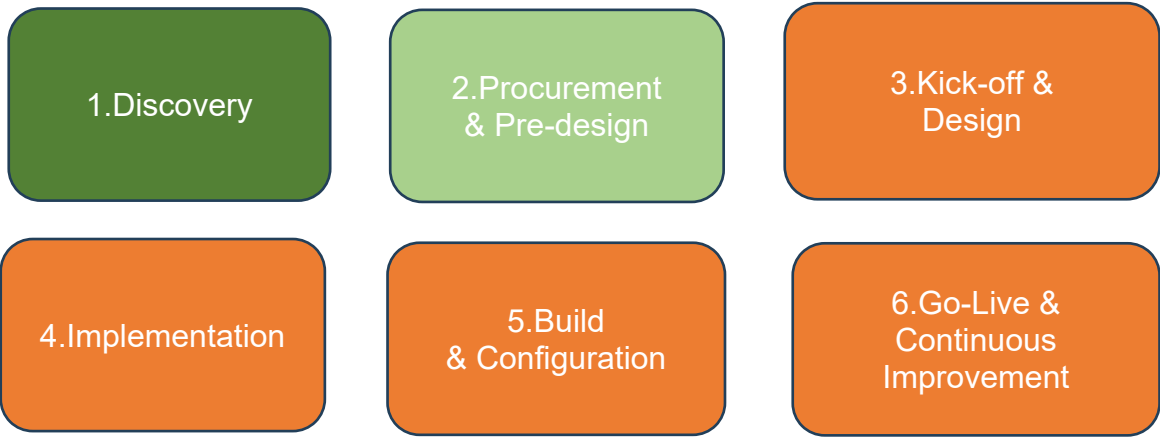 1.Discovery
2.Procurement
& Pre-design
3.Kick-off &
Design
4.Implementation
5.Build
& Configuration
6.Go-Live &
Continuous
Improvement